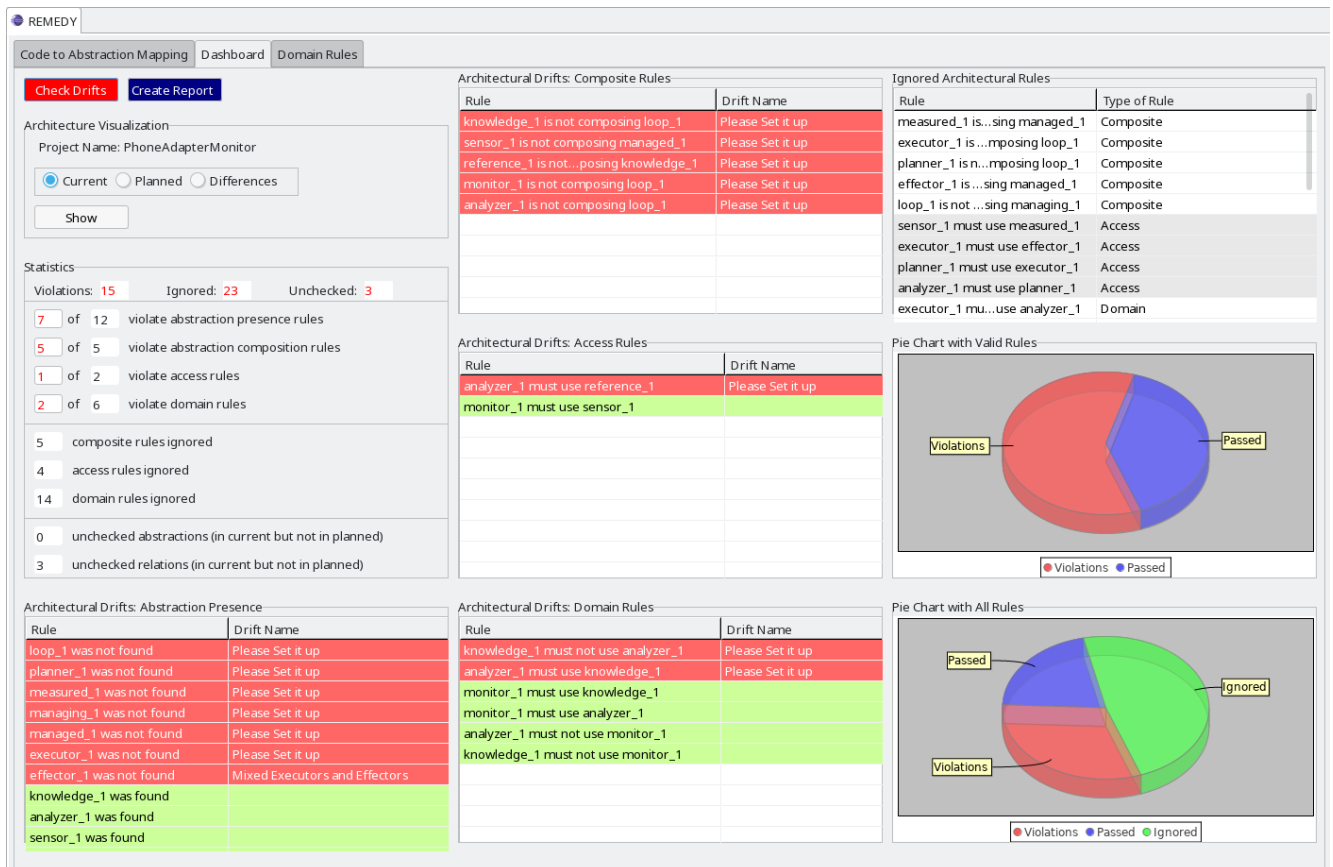 REMEDY
Code to Abstraction Mapping
Dashboard
Domain Rules
Check Drifts
Create Report
Architecture Visualization
Project Name: PhoneAdapterMonitor
Current
Planned
Differences
Show
Statistics
Violations: 15 Ignored: 23 Unchecked: 3
7 of 12 violate abstraction presence rules
5 of 5 violate abstraction composition rules
1 of 2 violate access rules
2 of 6 violate domain rules
5 composite rules ignored
4 access rules ignored
14 domain rules ignored
0 unchecked abstractions (in current but not in planned)
3 unchecked relations (in current but not in planned)
Architectural Drifts: Abstraction Presence
Rule Drift Name
loop_1 was not found Please Set it up
planner_1 was not found Please Set it up
measured_1 was not found Please Set it up
managing_1 was not found Please Set it up
managed_1 was not found Please Set it up
executor_1 was not found Please Set it up
effector_1 was not found Mixed Executors and Effectors
knowledge_1 was found
analyzer_1 was found
sensor_1 was found
Architectural Drifts: Composite Rules
Rule Drift Name
knowledge_1 is not composing loop_1 Please Set it up
sensor_1 is not composing managed_1 Please Set it up
reference_1 is not...posing knowledge_1 Please Set it up
monitor_1 is not composing loop_1 Please Set it up
analyzer_1 is not composing loop_1 Please Set it up
Architectural Drifts: Access Rules
Rule Drift Name
analyzer_1 must use reference_1 Please Set it up
monitor_1 must use sensor_1
Architectural Drifts: Domain Rules
Rule Drift Name
knowledge_1 must not use analyzer_1 Please Set it up
analyzer_1 must use knowledge_1 Please Set it up
monitor_1 must use knowledge_1
monitor_1 must use analyzer_1
analyzer_1 must not use monitor_1
knowledge_1 must not use monitor_1
Ignored Architectural Rules
Rule Type of Rule
measured_1 is...sing managed_1 Composite
executor_1 is ...mposing loop_1 Composite
planner_1 is n...mposing loop_1 Composite
effector_1 is ...sing managed_1 Composite
loop_1 is not ...sing managing_1 Composite
sensor_1 must use measured_1 Access
executor_1 must use effector_1 Access
planner_1 must use executor_1 Access
analyzer_1 must use planner_1 Access
executor_1 mu...use analyzer_1 Domain
Pie Chart with Valid Rules
Violations
Passed
Violations Passed
Pie Chart with All Rules
Passed
Ignored
Violations
Violations Passed Ignored